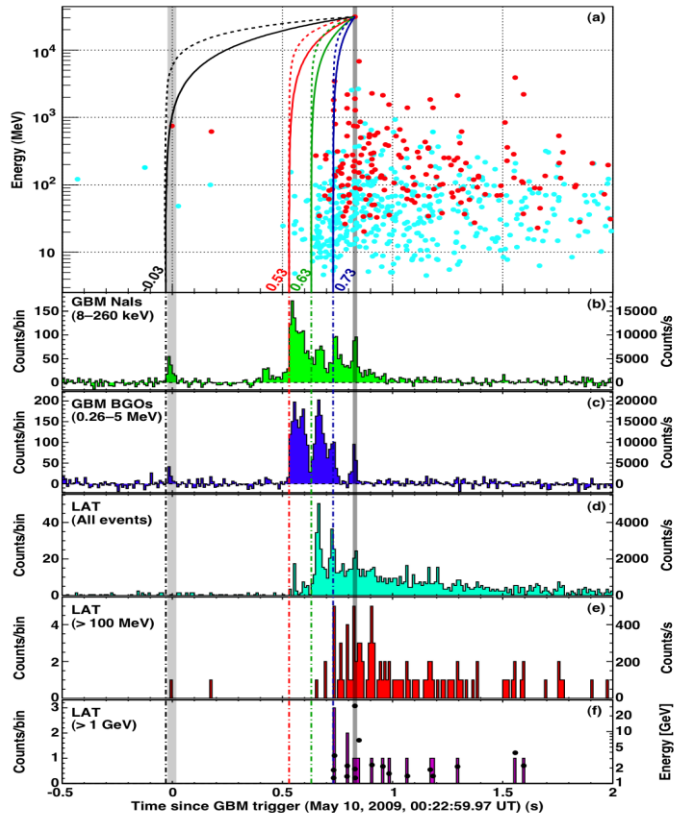 (a)
10⁴
10³
10²
10
Energy (MeV)
-0.03
0.53
0.63
0.73
GBM NaIs
(8–260 keV)
(b)
150
100
50
0
Counts/bin
15000
10000
5000
0
Counts/s
GBM BGOs
(0.26–5 MeV)
(c)
200
150
100
50
0
Counts/bin
20000
15000
10000
5000
0
Counts/s
LAT
(All events)
(d)
40
20
0
Counts/bin
4000
2000
0
Counts/s
LAT
(> 100 MeV)
(e)
4
2
0
Counts/bin
400
200
0
Counts/s
LAT
(> 1 GeV)
(f)
3
2
1
0
Counts/bin
20
10
5
2
1
Energy [GeV]
-0.5 0 0.5 1 1.5 2
Time since GBM trigger (May 10, 2009, 00:22:59.97 UT) (s)